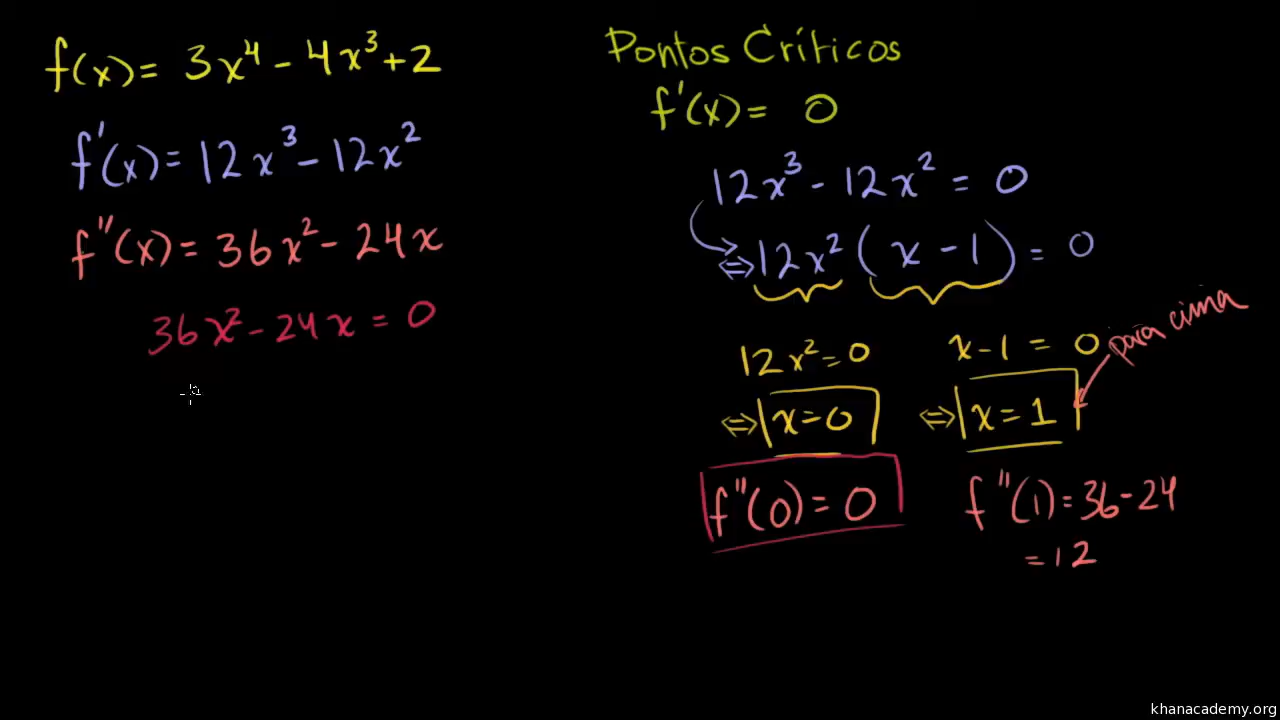 f(x) = 3x⁴ - 4x³ + 2
f'(x) = 12x³ - 12x²
f''(x) = 36x² - 24x
36x² - 24x = 0
Pontos Críticos
f'(x) = 0
12x³ - 12x² = 0
⇔ 12x² (x - 1) = 0
12x² = 0
⇔ x = 0
f''(0) = 0
x - 1 = 0
⇔ x = 1
para cima
f''(1) = 36 - 24
= 12
khanacademy.org